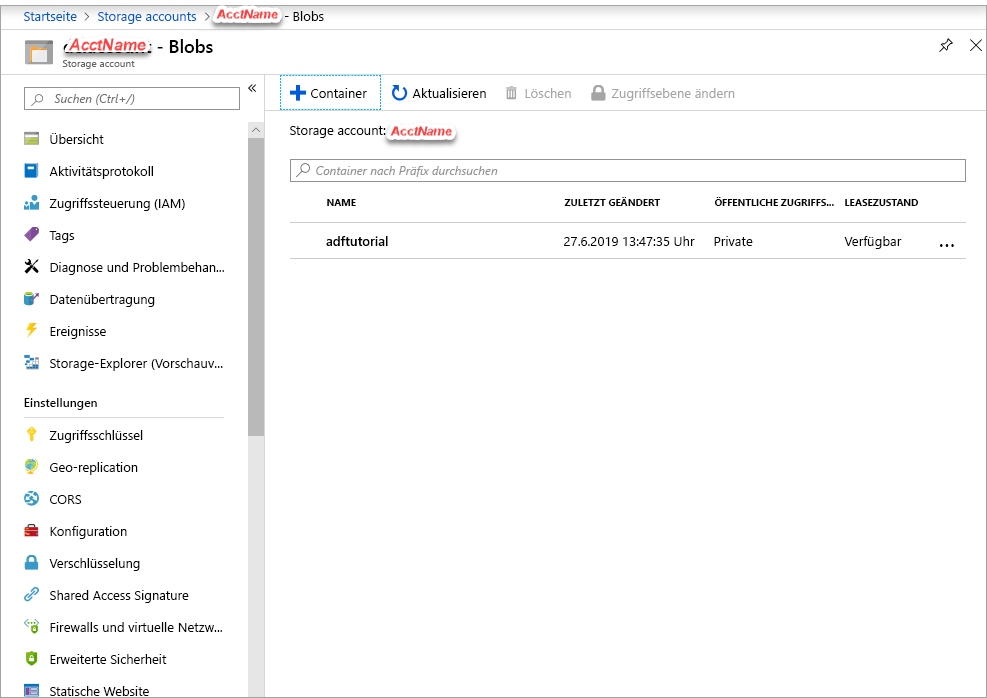 Startseite > Storage accounts > AcctName - Blobs
AcctName - Blobs
Storage account
Suchen (Ctrl+/)
«
Übersicht
Aktivitätsprotokoll
Zugriffssteuerung (IAM)
Tags
Diagnose und Problembehan...
Datenübertragung
Ereignisse
Storage-Explorer (Vorschauv...
Einstellungen
Zugriffsschlüssel
Geo-replication
CORS
Konfiguration
Verschlüsselung
Shared Access Signature
Firewalls und virtuelle Netzw...
Erweiterte Sicherheit
Statische Website
Container Aktualisieren Löschen Zugriffsebene ändern
Storage account: AcctName
Container nach Präfix durchsuchen
NAME ZULETZT GEÄNDERT ÖFFENTLICHE ZUGRIFFS... LEASEZUSTAND
adftutorial 27.6.2019 13:47:35 Uhr Private Verfügbar ...